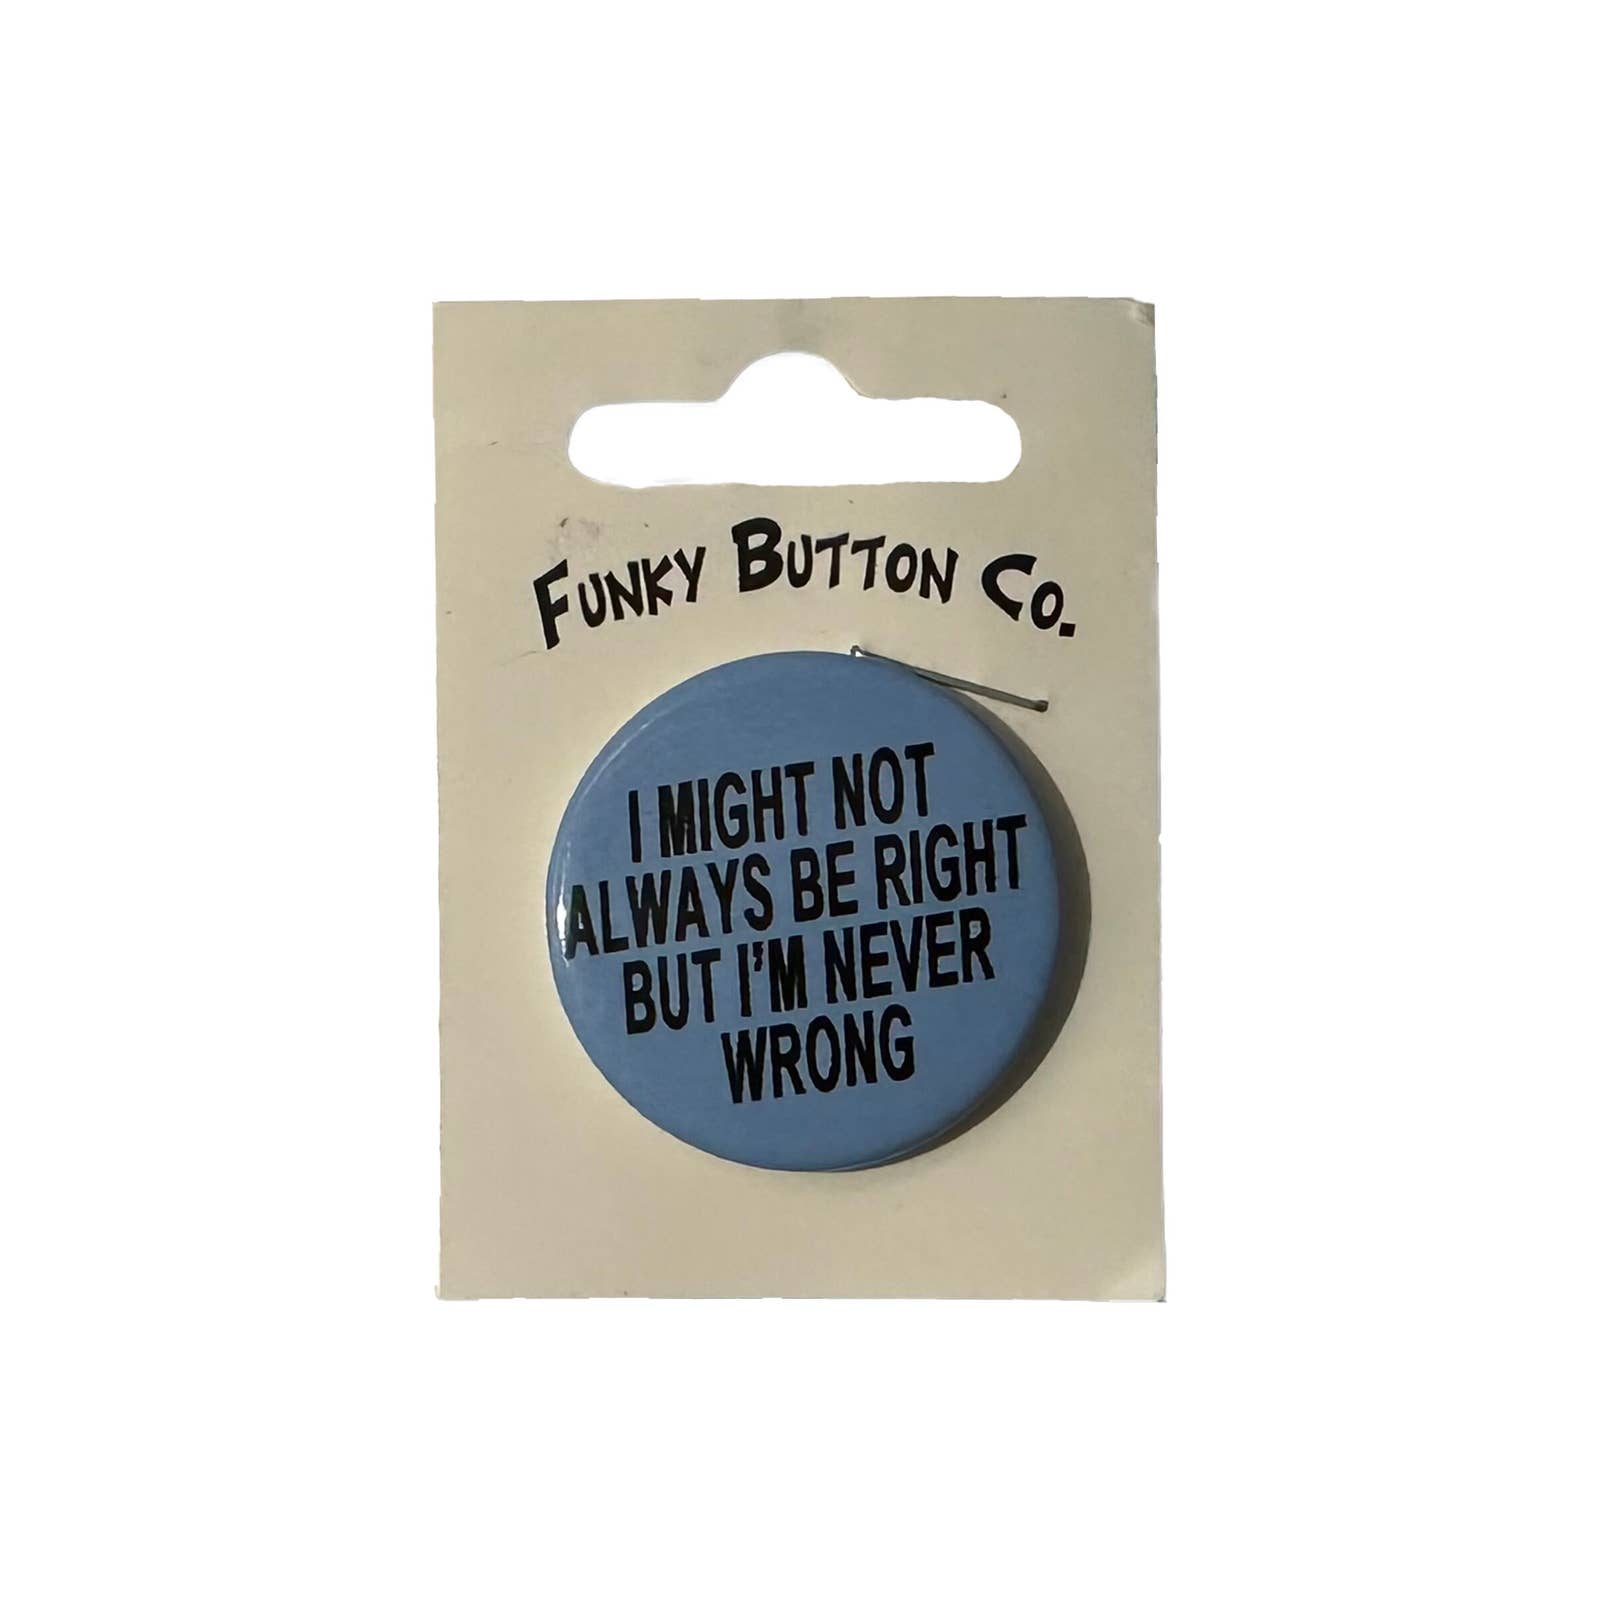 FUNKY BUTTON CO.
I MIGHT NOT
ALWAYS BE RIGHT
BUT I'M NEVER
WRONG